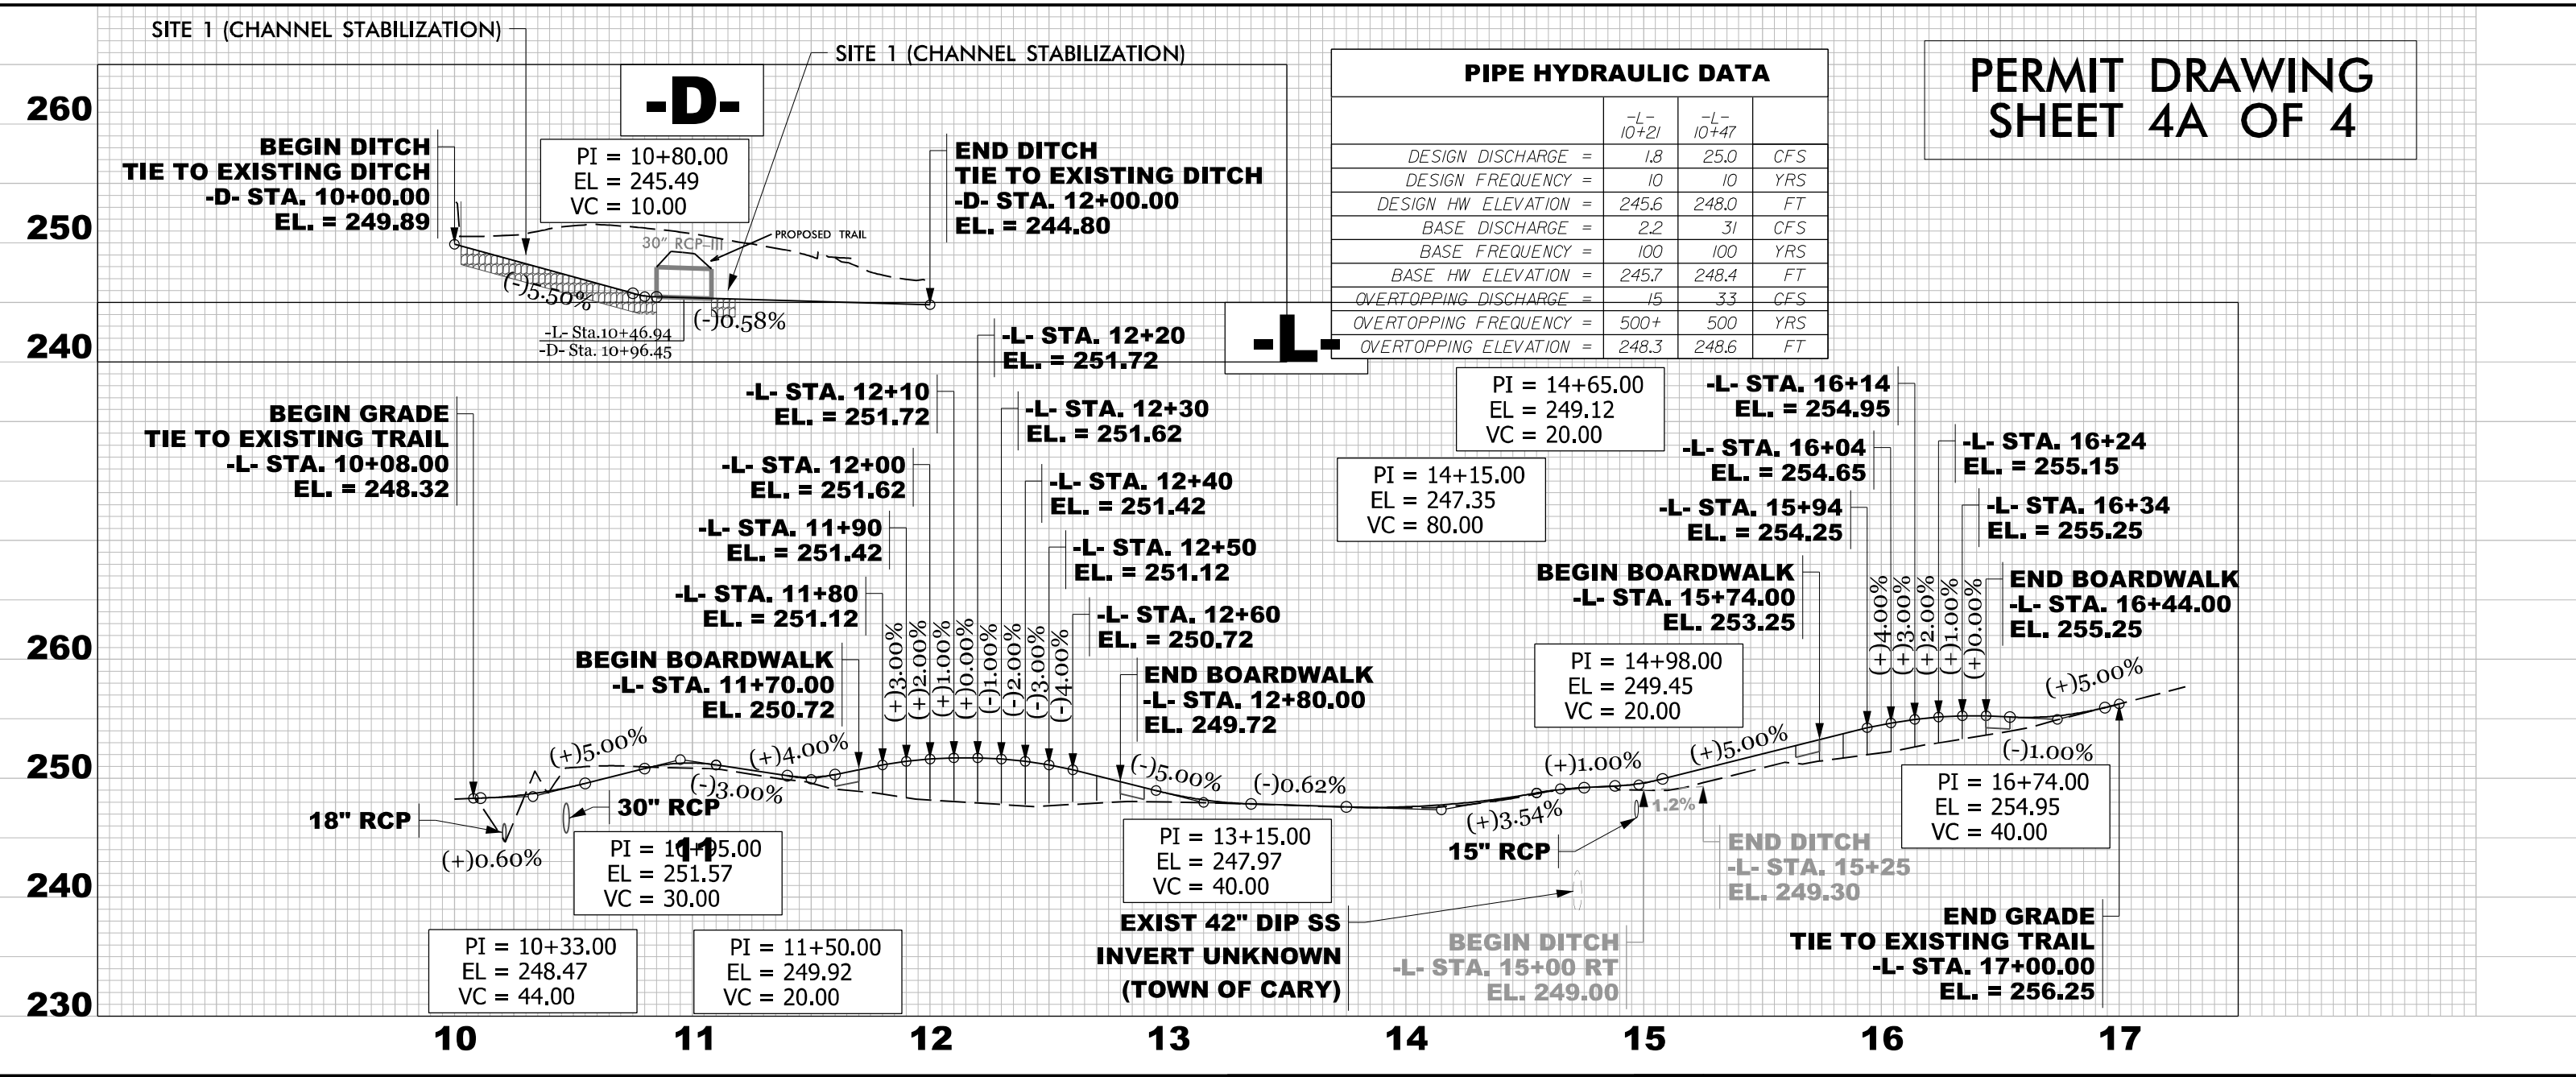 SITE 1 (CHANNEL STABILIZATION)
SITE 1 (CHANNEL STABILIZATION)
-D-
PERMIT DRAWING
SHEET 4A OF 4
PIPE HYDRAULIC DATA
-L- 10+21 -L- 10+47
DESIGN DISCHARGE = 1.8 25.0 CFS
DESIGN FREQUENCY = 10 10 YRS
DESIGN HW ELEVATION = 245.6 248.0 FT
BASE DISCHARGE = 2.2 31 CFS
BASE FREQUENCY = 100 100 YRS
BASE HW ELEVATION = 245.7 248.4 FT
OVERTOPPING DISCHARGE = 15 33 CFS
OVERTOPPING FREQUENCY = 500+ 500 YRS
OVERTOPPING ELEVATION = 248.3 248.6 FT
260
250
240
BEGIN DITCH
TIE TO EXISTING DITCH
-D- STA. 10+00.00
EL. = 249.89
PI = 10+80.00
EL = 245.49
VC = 10.00
30" RCP-III
PROPOSED TRAIL
END DITCH
TIE TO EXISTING DITCH
-D- STA. 12+00.00
EL. = 244.80
(-)5.50%
(-)0.58%
-L- Sta.10+46.94
-D- Sta. 10+96.45
-L-
BEGIN GRADE
TIE TO EXISTING TRAIL
-L- STA. 10+08.00
EL. = 248.32
-L- STA. 12+20
EL. = 251.72
-L- STA. 12+10
EL. = 251.72
-L- STA. 12+30
EL. = 251.62
-L- STA. 12+00
EL. = 251.62
-L- STA. 12+40
EL. = 251.42
-L- STA. 11+90
EL. = 251.42
-L- STA. 12+50
EL. = 251.12
-L- STA. 11+80
EL. = 251.12
-L- STA. 12+60
EL. = 250.72
BEGIN BOARDWALK
-L- STA. 11+70.00
EL. 250.72
END BOARDWALK
-L- STA. 12+80.00
EL. 249.72
(+)3.00%
(+)2.00%
(+)1.00%
(+)0.00%
(-)1.00%
(-)2.00%
(-)3.00%
(-)4.00%
PI = 14+65.00
EL = 249.12
VC = 20.00
PI = 14+15.00
EL = 247.35
VC = 80.00
-L- STA. 16+14
EL. = 254.95
-L- STA. 16+04
EL. = 254.65
-L- STA. 15+94
EL. = 254.25
-L- STA. 16+24
EL. = 255.15
-L- STA. 16+34
EL. = 255.25
BEGIN BOARDWALK
-L- STA. 15+74.00
EL. 253.25
END BOARDWALK
-L- STA. 16+44.00
EL. 255.25
(+)4.00%
(+)3.00%
(+)2.00%
(+)1.00%
(+)0.00%
PI = 14+98.00
EL = 249.45
VC = 20.00
260
250
240
230
(+)0.60%
(+)5.00%
(-)3.00%
(+)4.00%
(-)5.00%
(-)0.62%
(+)3.54%
(+)1.00%
(+)5.00%
(-)1.00%
(+)5.00%
1.2%
18" RCP
30" RCP
15" RCP
PI = 10+95.00
EL = 251.57
VC = 30.00
11
PI = 13+15.00
EL = 247.97
VC = 40.00
PI = 16+74.00
EL = 254.95
VC = 40.00
PI = 10+33.00
EL = 248.47
VC = 44.00
PI = 11+50.00
EL = 249.92
VC = 20.00
EXIST 42" DIP SS
INVERT UNKNOWN
(TOWN OF CARY)
BEGIN DITCH
-L- STA. 15+00 RT
EL. 249.00
END DITCH
-L- STA. 15+25
EL. 249.30
END GRADE
TIE TO EXISTING TRAIL
-L- STA. 17+00.00
EL. = 256.25
10 11 12 13 14 15 16 17